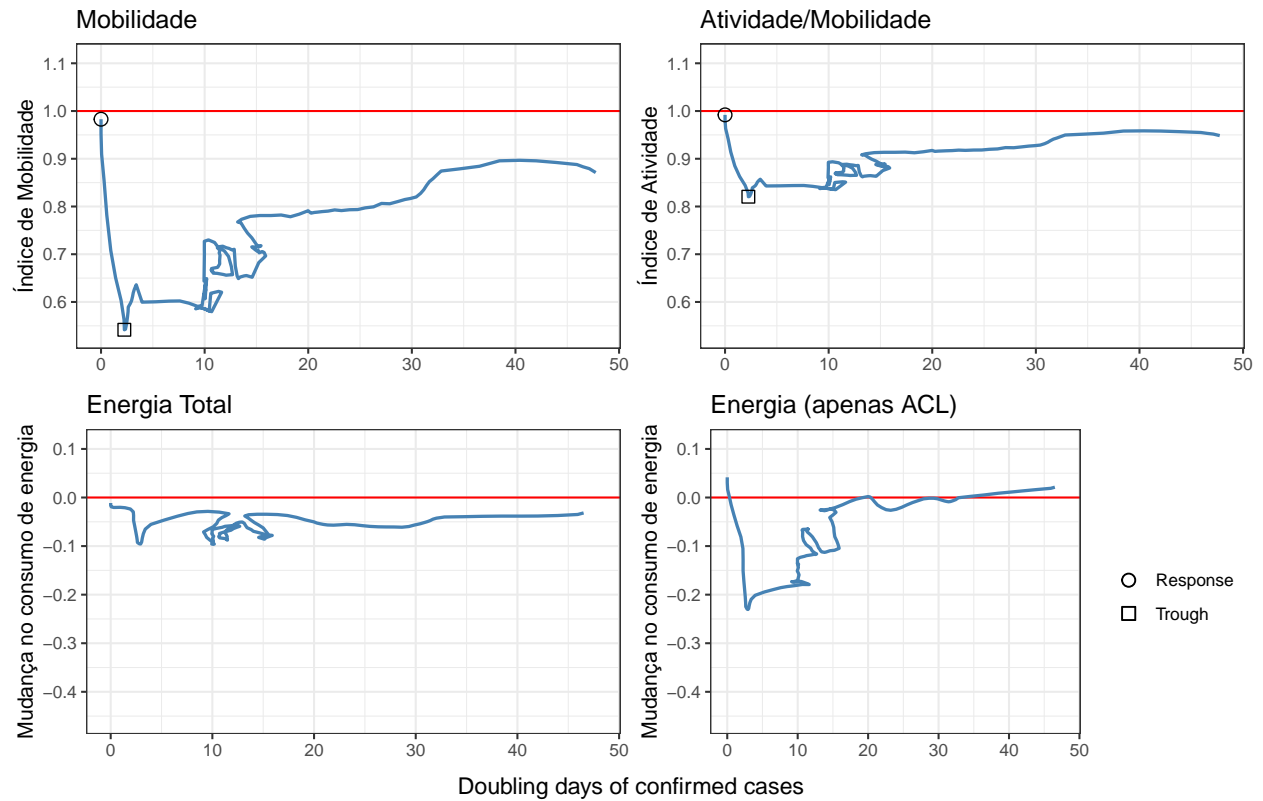 Mobilidade
Índice de Mobilidade
1.1
1.0
0.9
0.8
0.7
0.6
0 10 20 30 40 50
Atividade/Mobilidade
Índice de Atividade
1.1
1.0
0.9
0.8
0.7
0.6
0 10 20 30 40 50
Energia Total
Mudança no consumo de energia
0.1
0.0
−0.1
−0.2
−0.3
−0.4
0 10 20 30 40 50
Energia (apenas ACL)
Mudança no consumo de energia
0.1
0.0
−0.1
−0.2
−0.3
−0.4
0 10 20 30 40 50
Response
Trough
Doubling days of confirmed cases